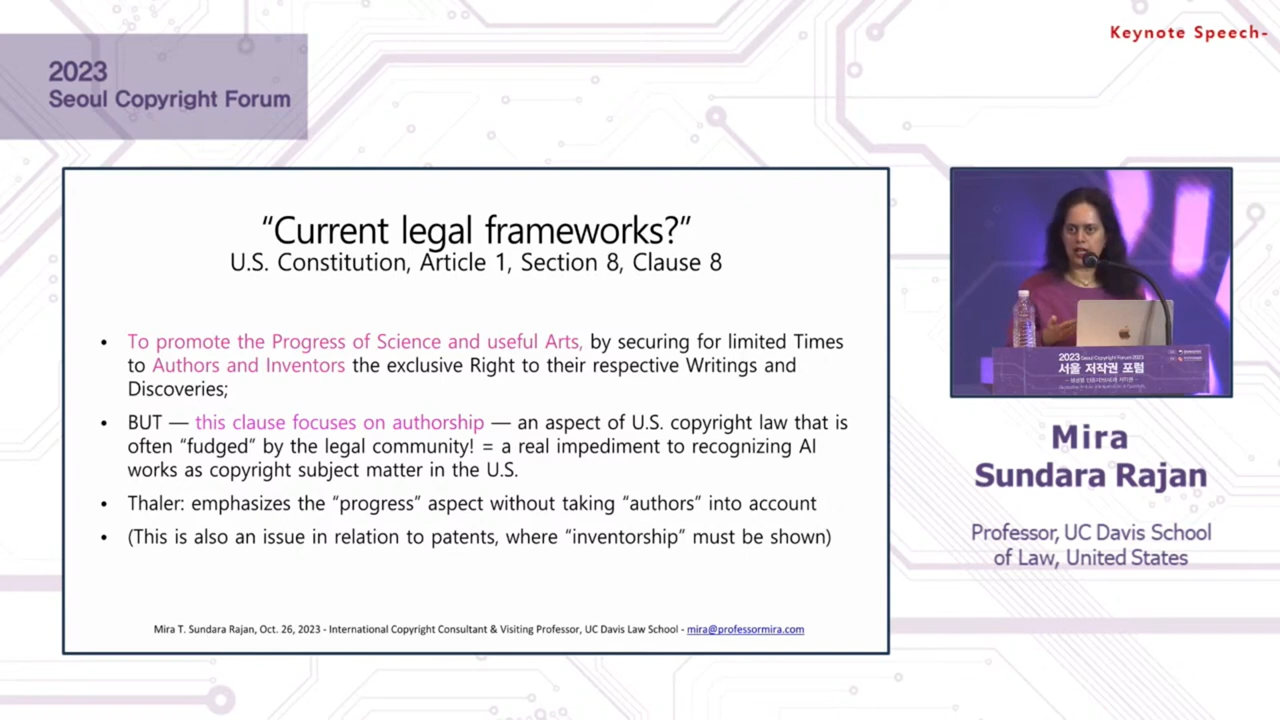 Keynote Speech-
2023
Seoul Copyright Forum
“Current legal frameworks?”
U.S. Constitution, Article 1, Section 8, Clause 8
• To promote the Progress of Science and useful Arts, by securing for limited Times
to Authors and Inventors the exclusive Right to their respective Writings and
Discoveries;
• BUT — this clause focuses on authorship — an aspect of U.S. copyright law that is
often “fudged” by the legal community! = a real impediment to recognizing AI
works as copyright subject matter in the U.S.
• Thaler: emphasizes the “progress” aspect without taking “authors” into account
• (This is also an issue in relation to patents, where “inventorship” must be shown)
Mira T. Sundara Rajan, Oct. 26, 2023 - International Copyright Consultant & Visiting Professor, UC Davis Law School - mira@professormira.com
2023 Seoul Copyright Forum 2023
서울 저작권 포럼
Mira
Sundara Rajan
Professor, UC Davis School
of Law, United States